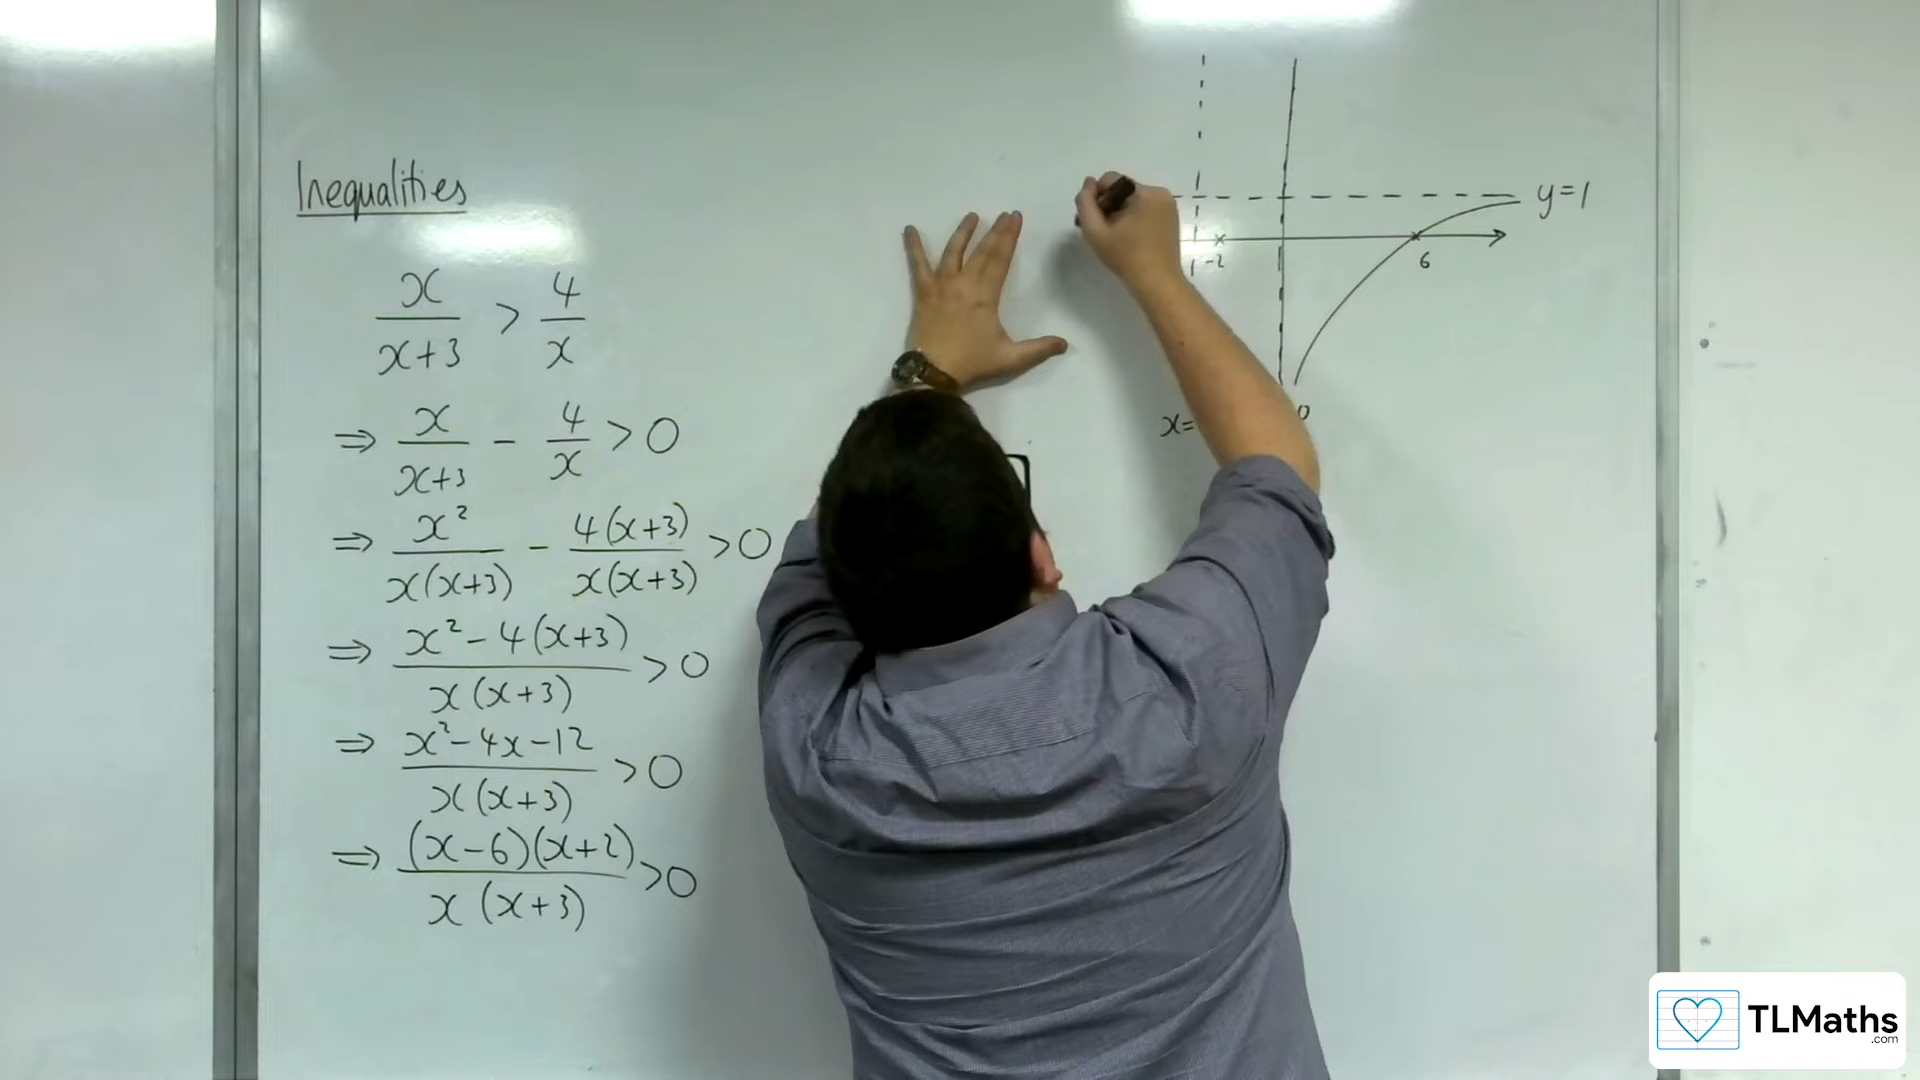 Inequalities
x/(x+3) > 4/x
⇒ x/(x+3) - 4/x > 0
⇒ x²/(x(x+3)) - 4(x+3)/(x(x+3)) > 0
⇒ (x² - 4(x+3))/(x(x+3)) > 0
⇒ (x² - 4x - 12)/(x(x+3)) > 0
⇒ ((x-6)(x+2))/(x(x+3)) > 0
y=1
-2
6
x=
0
TLMaths
.com